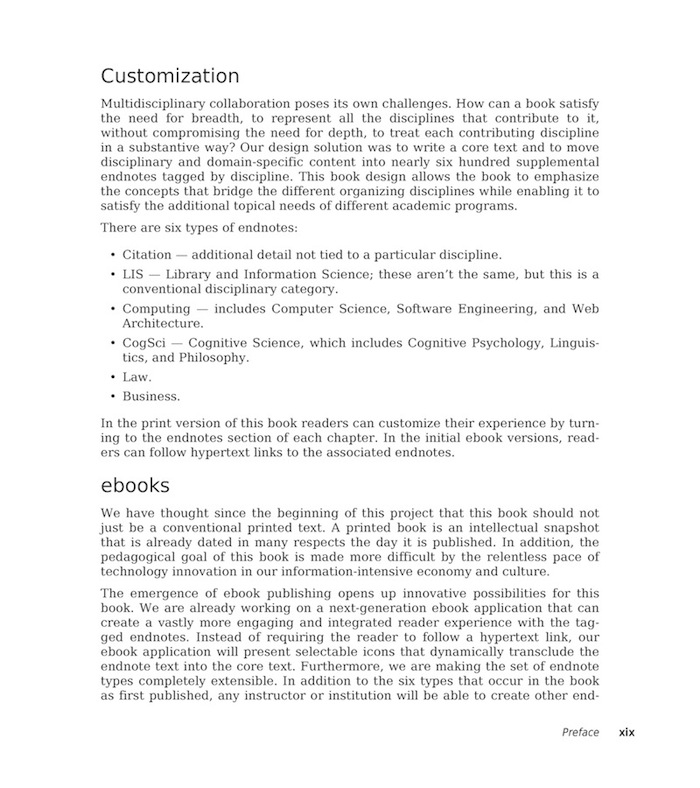 Customization
Multidisciplinary collaboration poses its own challenges. How can a book satisfy
the need for breadth, to represent all the disciplines that contribute to it,
without compromising the need for depth, to treat each contributing discipline
in a substantive way? Our design solution was to write a core text and to move
disciplinary and domain-specific content into nearly six hundred supplemental
endnotes tagged by discipline. This book design allows the book to emphasize
the concepts that bridge the different organizing disciplines while enabling it to
satisfy the additional topical needs of different academic programs.
There are six types of endnotes:
• Citation — additional detail not tied to a particular discipline.
• LIS — Library and Information Science; these aren’t the same, but this is a
conventional disciplinary category.
• Computing — includes Computer Science, Software Engineering, and Web
Architecture.
• CogSci — Cognitive Science, which includes Cognitive Psychology, Linguis-
tics, and Philosophy.
• Law.
• Business.
In the print version of this book readers can customize their experience by turn-
ing to the endnotes section of each chapter. In the initial ebook versions, read-
ers can follow hypertext links to the associated endnotes.
ebooks
We have thought since the beginning of this project that this book should not
just be a conventional printed text. A printed book is an intellectual snapshot
that is already dated in many respects the day it is published. In addition, the
pedagogical goal of this book is made more difficult by the relentless pace of
technology innovation in our information-intensive economy and culture.
The emergence of ebook publishing opens up innovative possibilities for this
book. We are already working on a next-generation ebook application that can
create a vastly more engaging and integrated reader experience with the tag-
ged endnotes. Instead of requiring the reader to follow a hypertext link, our
ebook application will present selectable icons that dynamically transclude the
endnote text into the core text. Furthermore, we are making the set of endnote
types completely extensible. In addition to the six types that occur in the book
as first published, any instructor or institution will be able to create other end-
Preface xix